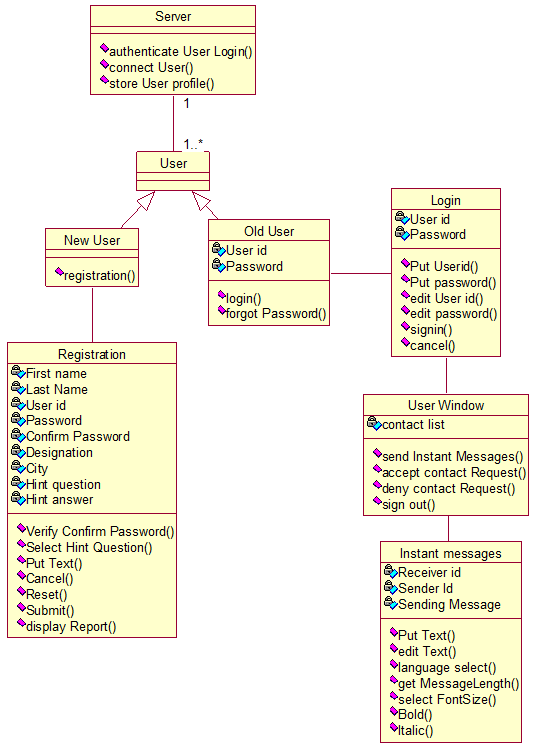 Server
authenticate User Login()
connect User()
store User profile()
1
1..*
User
New User
registration()
Old User
User id
Password
login()
forgot Password()
Login
User id
Password
Put Userid()
Put password()
edit User id()
edit password()
signin()
cancel()
Registration
First name
Last Name
User id
Password
Confirm Password
Designation
City
Hint question
Hint answer
Verify Confirm Password()
Select Hint Question()
Put Text()
Cancel()
Reset()
Submit()
display Report()
User Window
contact list
send Instant Messages()
accept contact Request()
deny contact Request()
sign out()
Instant messages
Receiver id
Sender Id
Sending Message
Put Text()
edit Text()
language select()
get MessageLength()
select FontSize()
Bold()
Italic()